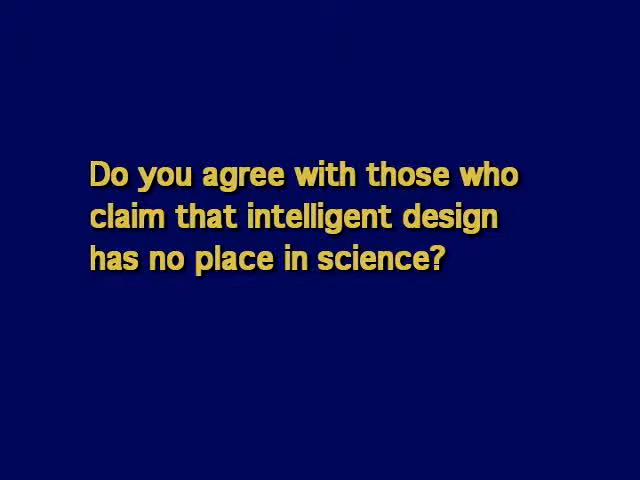 Do you agree with those who
claim that intelligent design
has no place in science?